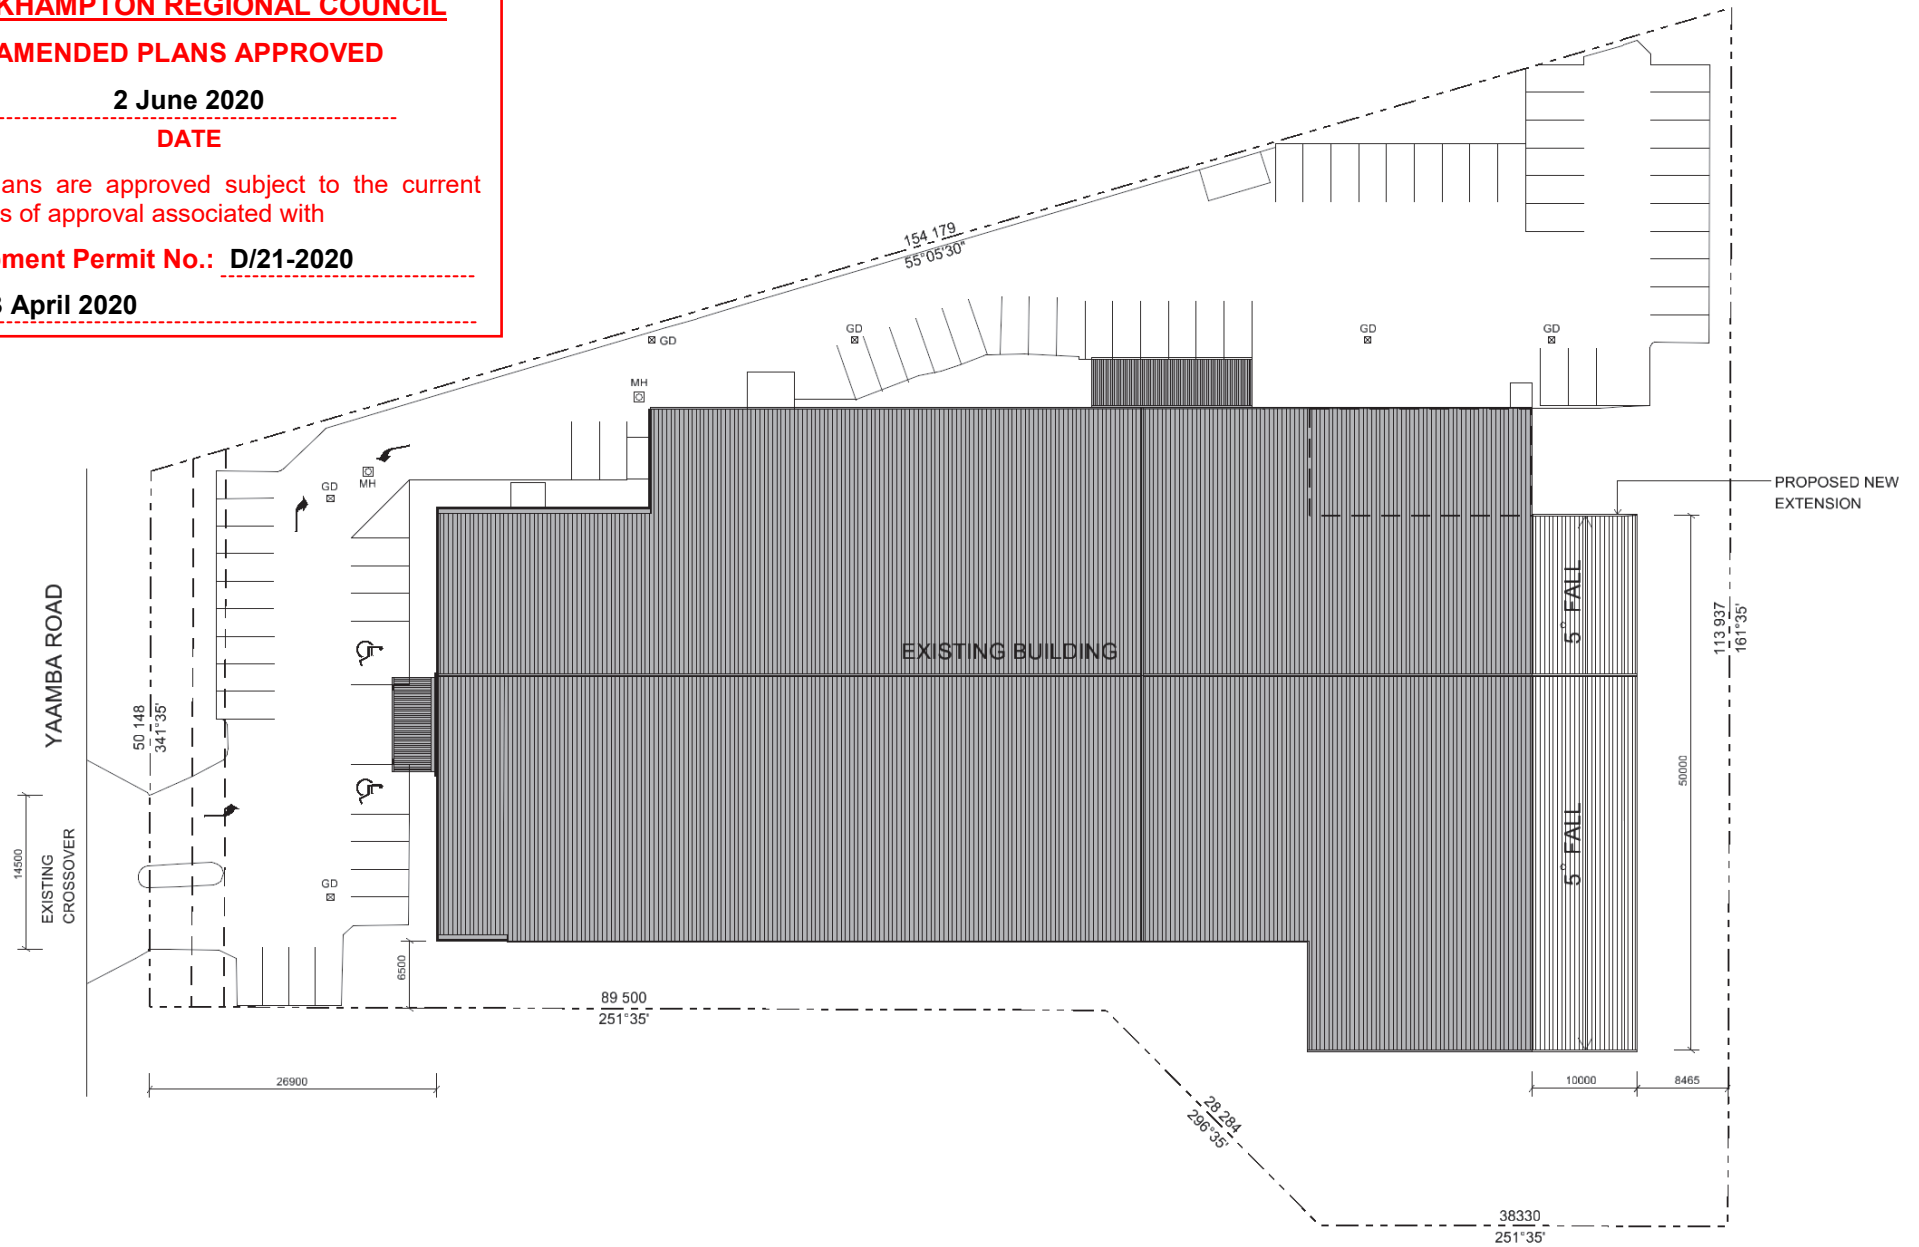 KHAMPTON REGIONAL COUNCIL
AMENDED PLANS APPROVED
2 June 2020
DATE
ans are approved subject to the current
s of approval associated with
ment Permit No.: D/21-2020
April 2020
154 179
55°05'30"
GD
GD
GD
GD
MH
MH
GD
PROPOSED NEW
EXTENSION
YAAMBA ROAD
50 148
341°35'
EXISTING BUILDING
5° FALL
5° FALL
113 937
161°35'
50000
14500
EXISTING
CROSSOVER
GD
6500
89 500
251°35'
26900
10000
8465
28 284
296°35'
38330
251°35'